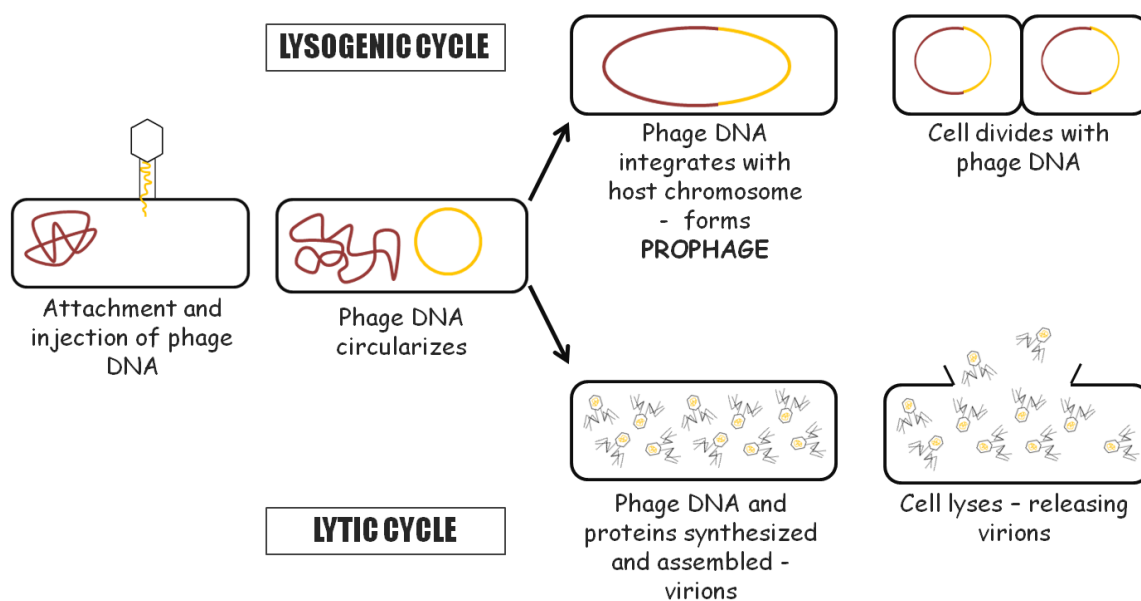 LYSOGENIC CYCLE
Phage DNA
integrates with
host chromosome
- forms
PROPHAGE
Cell divides with
phage DNA
Attachment and
injection of phage
DNA
Phage DNA
circularizes
Phage DNA and
proteins synthesized
and assembled -
virions
Cell lyses – releasing
virions
LYTIC CYCLE